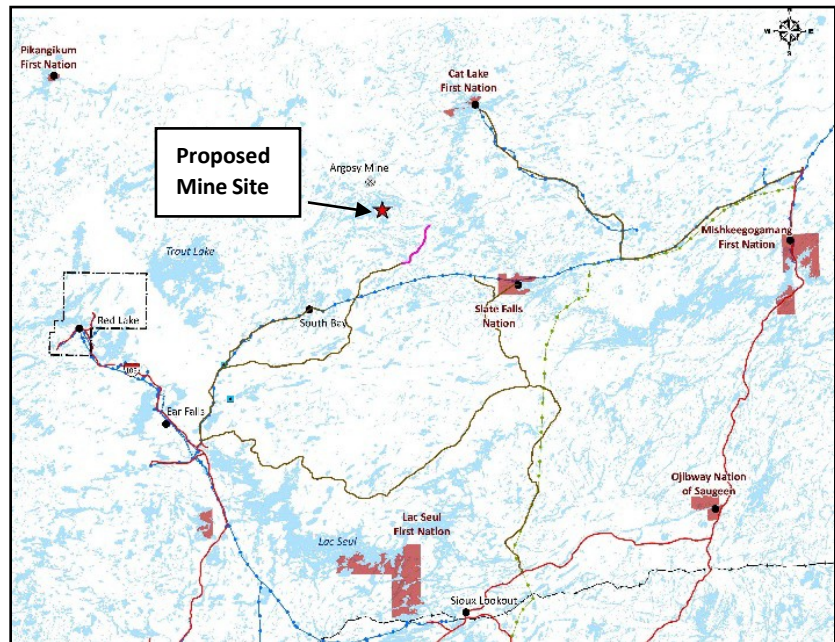 N
W
E
S
Pikangikum
First Nation
Cat Lake
First Nation
Proposed
Mine Site
Argosy Mine
Mishkeegogamang
First Nation
Trout Lake
Slate Falls
Nation
South Bay
Red Lake
105
Ear Falls
Ojibway Nation
of Saugeen
Lac Seul
First Nation
Lac Seul
Sioux Lookout